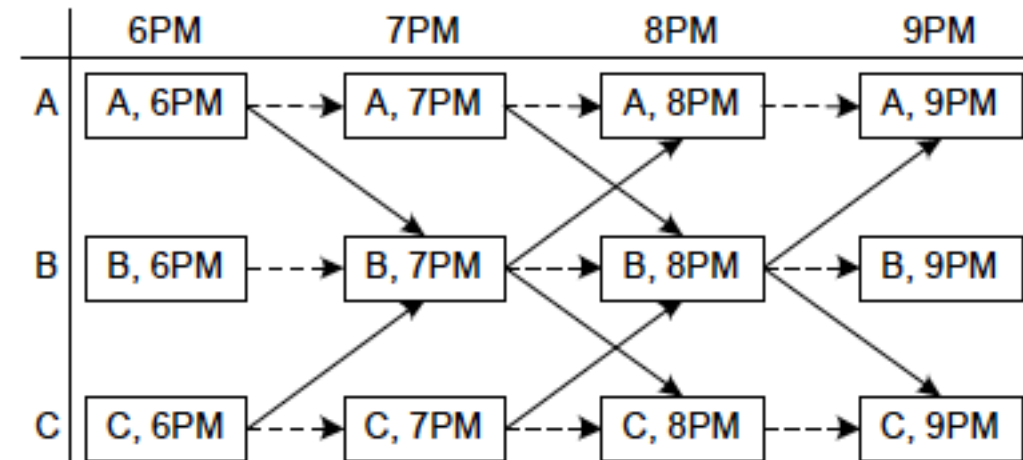 6PM 7PM 8PM 9PM
A A, 6PM A, 7PM A, 8PM A, 9PM
B B, 6PM B, 7PM B, 8PM B, 9PM
C C, 6PM C, 7PM C, 8PM C, 9PM